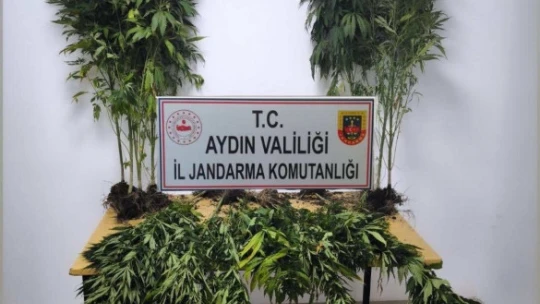 T.C.
AYDIN VALİLİĞİ
İL JANDARMA KOMUTANLIĞI